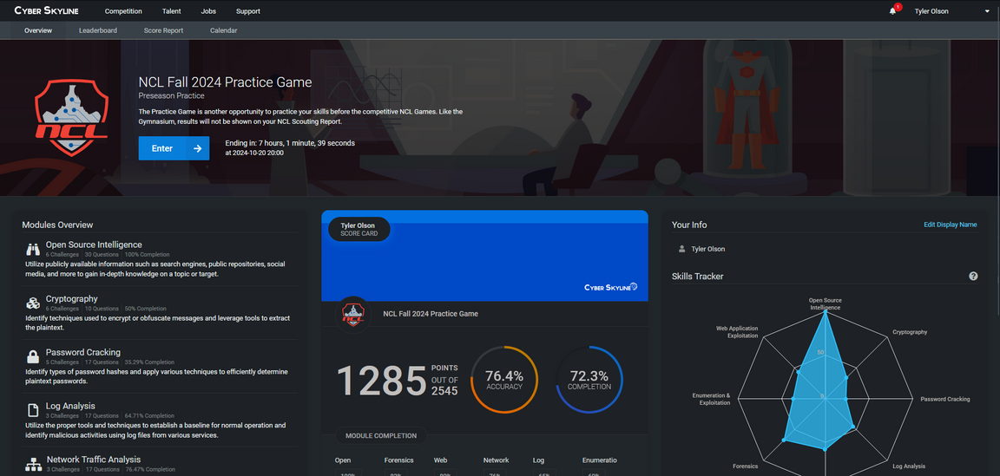 CYBER SKYLINE
Competition
Talent
Jobs
Support
1
Tyler Olson
Overview
Leaderboard
Score Report
Calendar
NCL
NCL Fall 2024 Practice Game
Preseason Practice
The Practice Game is another opportunity to practice your skills before the competitive NCL Games. Like the
Gymnasium, results will not be shown on your NCL Scouting Report.
Enter
Ending in: 7 hours, 1 minute, 39 seconds
at 2024-10-20 20:00
Modules Overview
Open Source Intelligence
6 Challenges | 30 Questions | 100% Completion
Utilize publicly available information such as search engines, public repositories, social
media, and more to gain in-depth knowledge on a topic or target.
Cryptography
6 Challenges | 10 Questions | 50% Completion
Identify techniques used to encrypt or obfuscate messages and leverage tools to extract
the plaintext.
Password Cracking
5 Challenges | 17 Questions | 35.29% Completion
Identify types of password hashes and apply various techniques to efficiently determine
plaintext passwords.
Log Analysis
3 Challenges | 17 Questions | 64.71% Completion
Utilize the proper tools and techniques to establish a baseline for normal operation and
identify malicious activities using log files from various services.
Network Traffic Analysis
3 Challenges | 17 Questions | 76.47% Completion
Tyler Olson
SCORE CARD
CYBER SKYLINE
NCL
NCL Fall 2024 Practice Game
1285
POINTS
OUT OF
2545
76.4%
ACCURACY
72.3%
COMPLETION
MODULE COMPLETION
Open
Forensics
Web
Network
Log
Enumeratio
Your Info
Edit Display Name
Tyler Olson
Skills Tracker
?
Open Source
Intelligence
Cryptography
Password Cracking
Log Analysis
Forensics
Enumeration &
Exploitation
Web Application
Exploitation
50
0